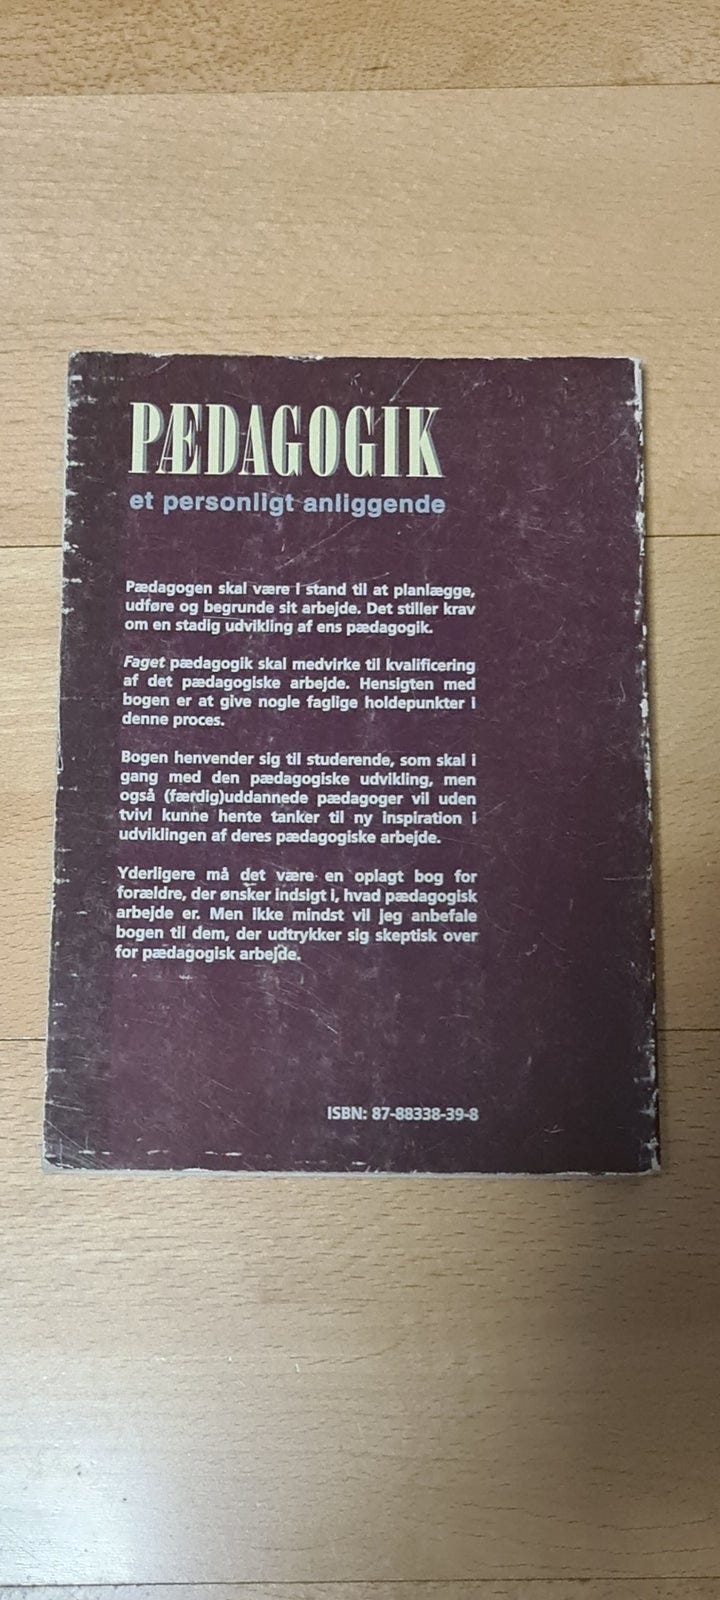 PÆDAGOGIK
et personligt anliggende
Pædagogen skal være i stand til at planlægge,
udføre og begrunde sit arbejde. Det stiller krav
om en stadig udvikling af ens pædagogik.
Faget pædagogik skal medvirke til kvalificering
af det pædagogiske arbejde. Hensigten med
bogen er at give nogle faglige holdepunkter i
denne proces.
Bogen henvender sig til studerende, som skal i
gang med den pædagogiske udvikling, men
også (færdig)uddannede pædagoger vil uden
tvivl kunne hente tanker til ny inspiration i
udviklingen af deres pædagogiske arbejde.
Yderligere må det være en oplagt bog for
forældre, der ønsker indsigt i, hvad pædagogisk
arbejde er. Men ikke mindst vil jeg anbefale
bogen til dem, der udtrykker sig skeptisk over
for pædagogisk arbejde.
ISBN: 87-88338-39-8